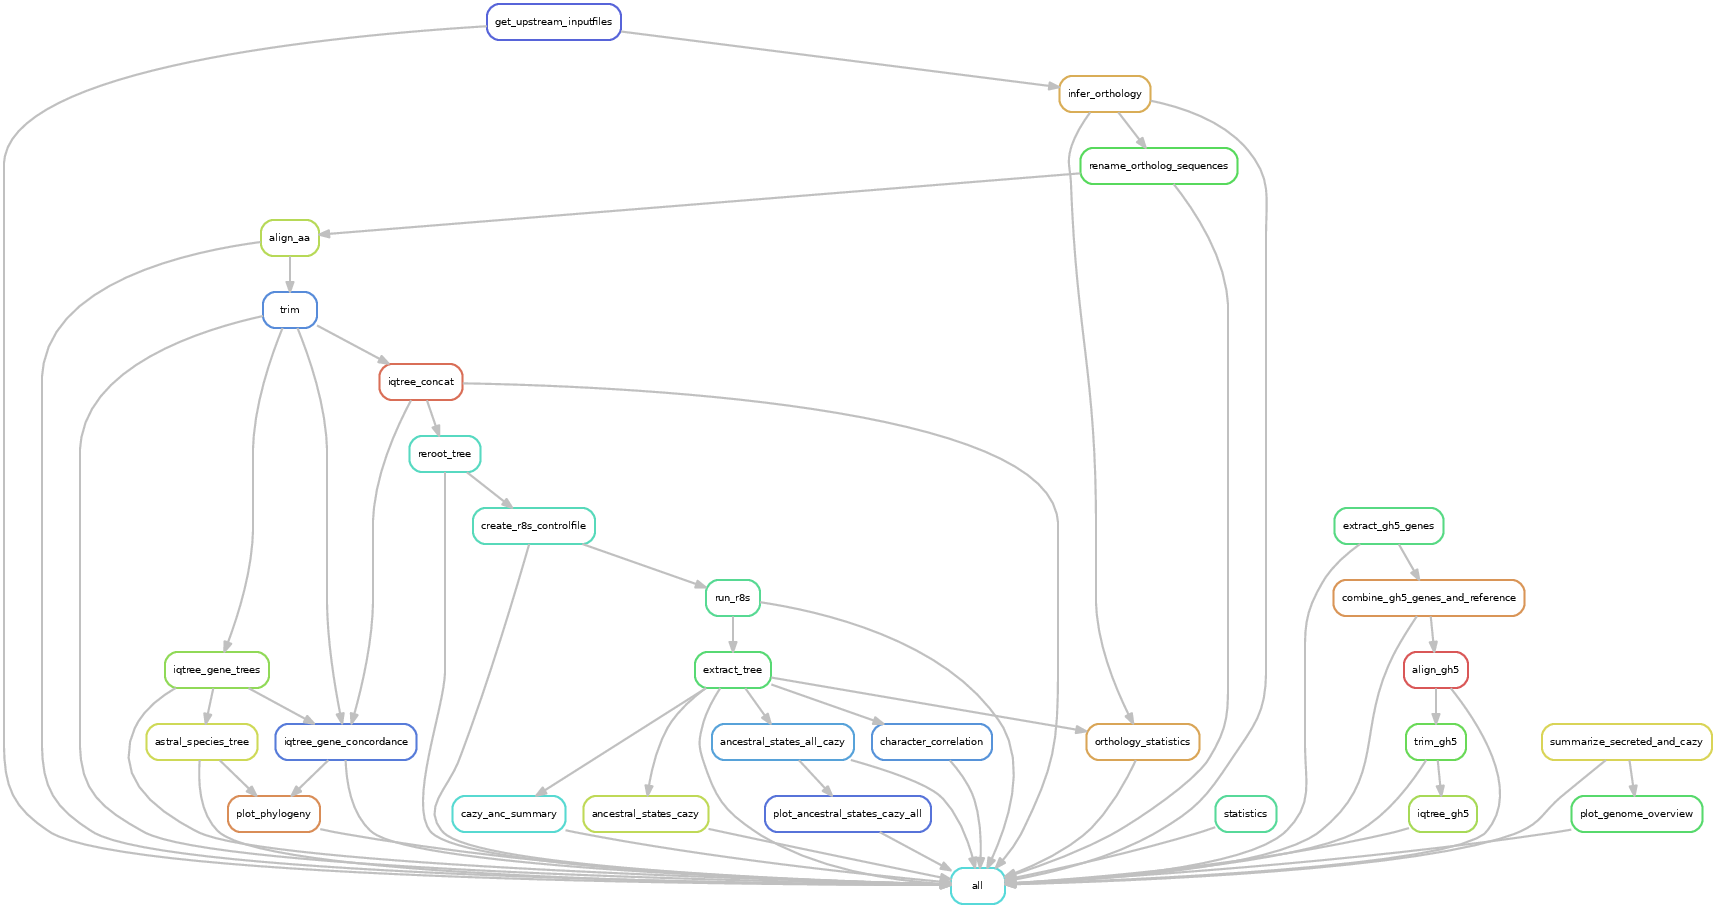 get_upstream_inputfiles
infer_orthology
rename_ortholog_sequences
align_aa
trim
iqtree_concat
reroot_tree
create_r8s_controlfile
extract_gh5_genes
run_r8s
combine_gh5_genes_and_reference
iqtree_gene_trees
extract_tree
align_gh5
astral_species_tree
iqtree_gene_concordance
ancestral_states_all_cazy
character_correlation
orthology_statistics
trim_gh5
summarize_secreted_and_cazy
plot_phylogeny
cazy_anc_summary
ancestral_states_cazy
plot_ancestral_states_cazy_all
statistics
iqtree_gh5
plot_genome_overview
all